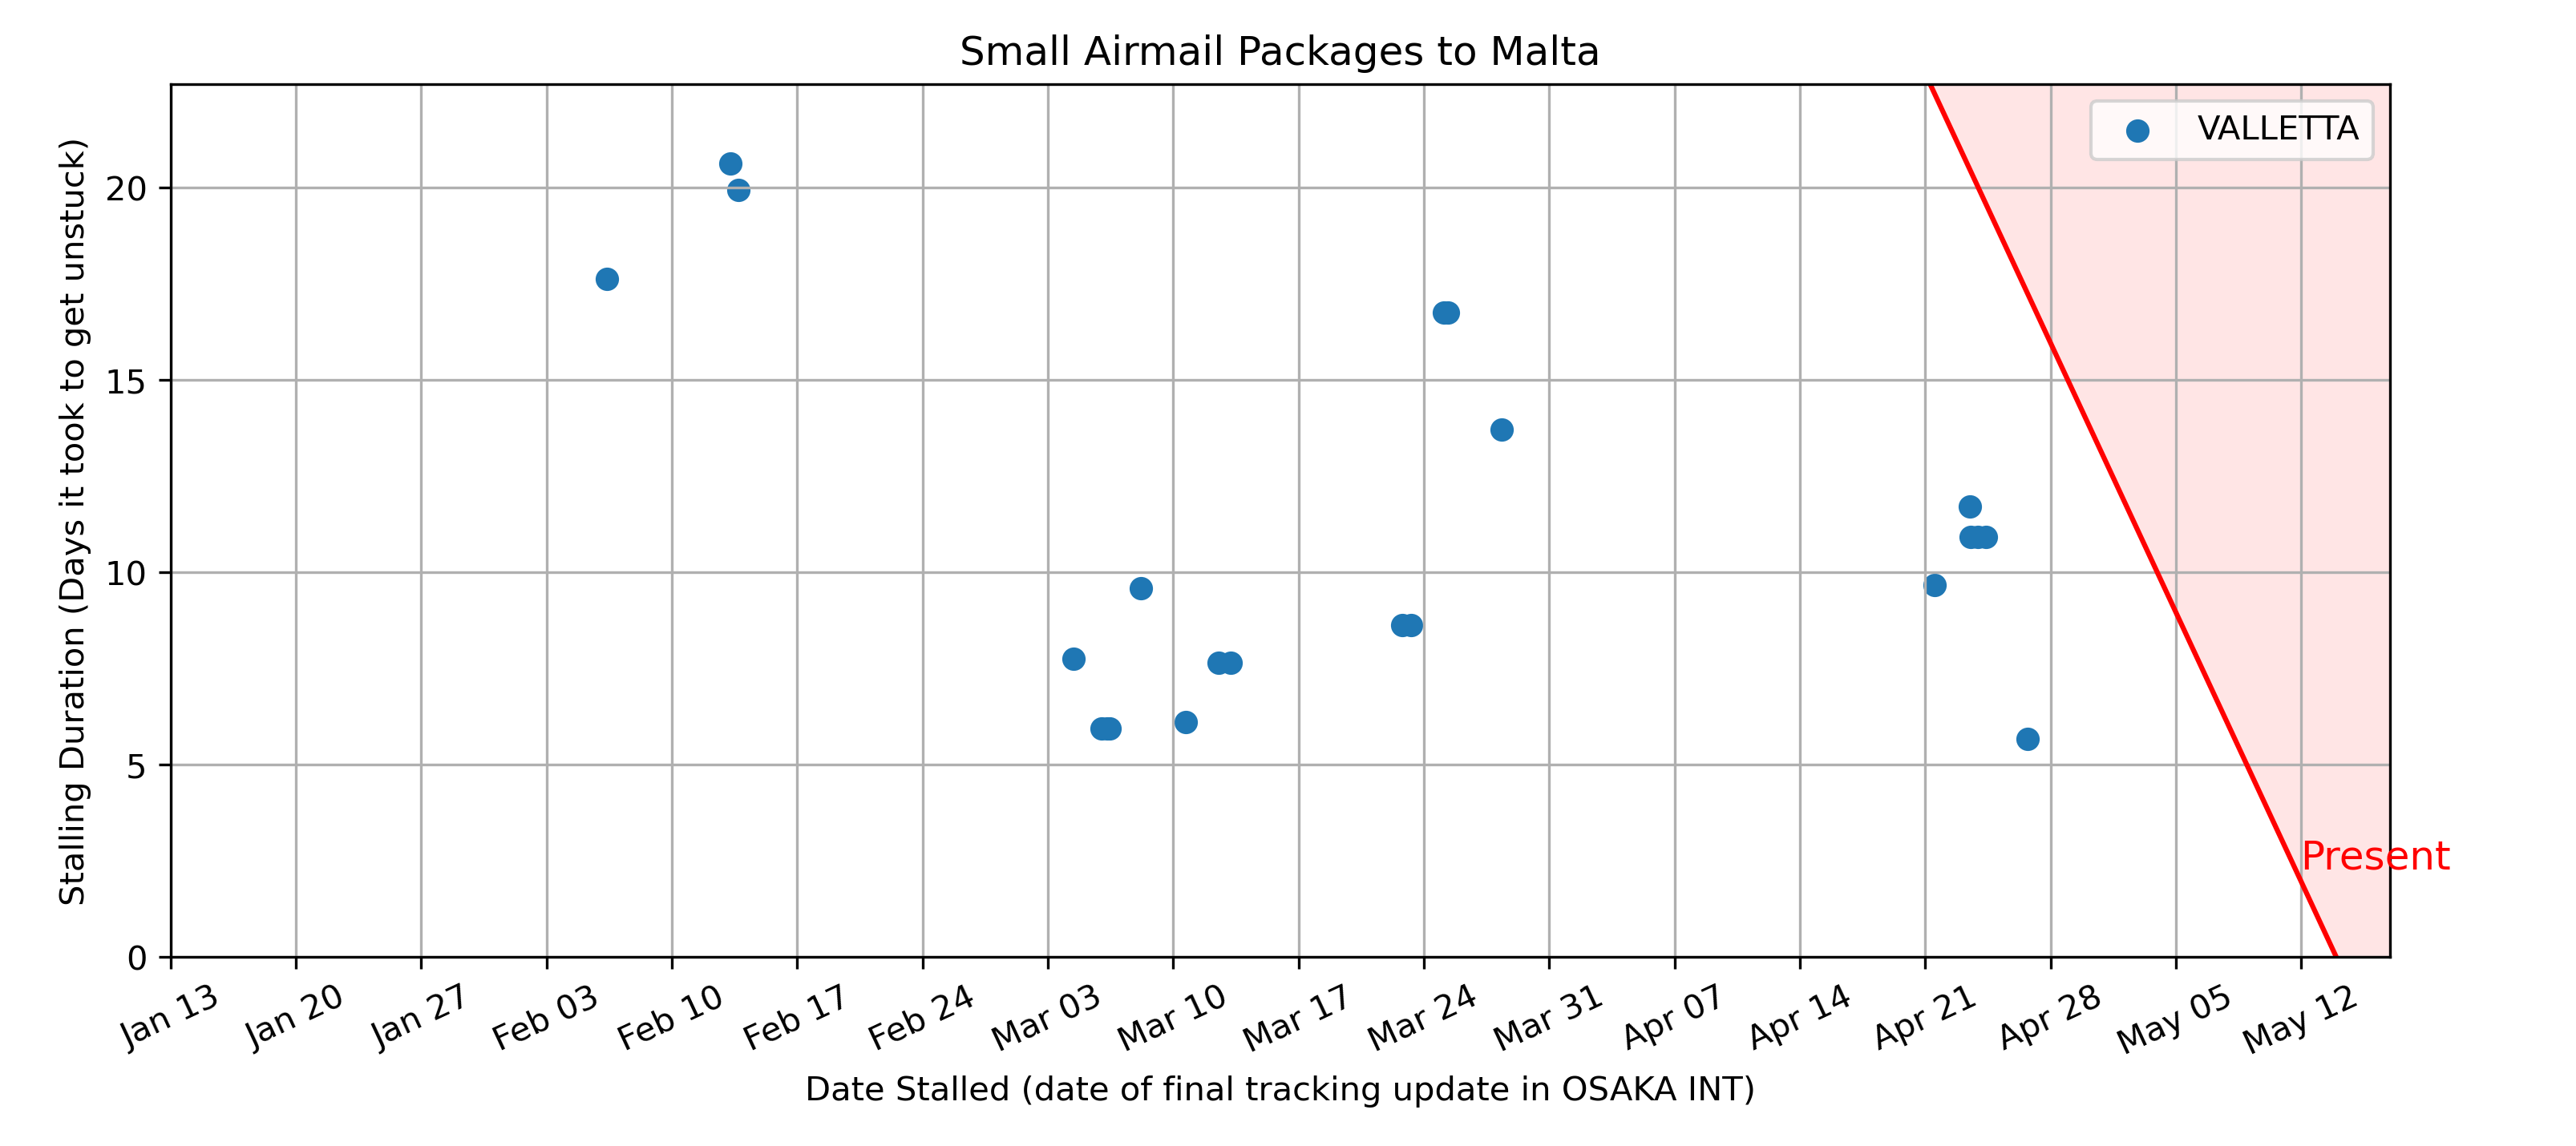 Small Airmail Packages to Malta
VALLETTA
Stalling Duration (Days it took to get unstuck)
20
15
10
5
0
Present
Jan 13 Jan 20 Jan 27 Feb 03 Feb 10 Feb 17 Feb 24 Mar 03 Mar 10 Mar 17 Mar 24 Mar 31 Apr 07 Apr 14 Apr 21 Apr 28 May 05 May 12
Date Stalled (date of final tracking update in OSAKA INT)